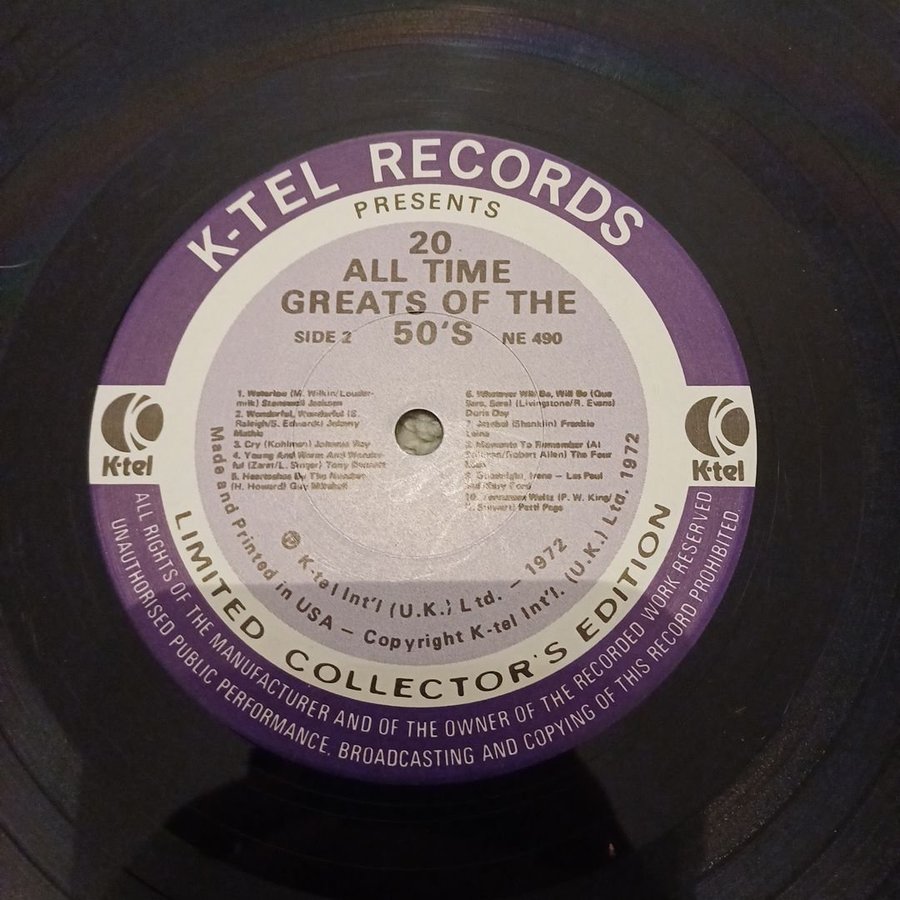 K-TEL RECORDS
PRESENTS
20
ALL TIME
GREATS OF THE
50'S
SIDE 2
NE 490
1. Waterloo (M. Wilkin/Louder-
milk) Stonewall Jackson
2. Wonderful, Wonderful (S.
Raleigh/S. Edwards) Johnny
Mathis
3. Cry (Kohlman) Johnnie Ray
4. Young And Warm And Wonder-
ful (Zaret/L. Singer) Tony Bennett
5. Heartaches By The Number
(H. Howard) Guy Mitchell
6. Whatever Will Be, Will Be (Que
Sera, Sera) (Livingstone/R. Evans)
Doris Day
7. Jezebel (Shanklin) Frankie
Laine
8. Moments To Remember (Al
Stillman/Robert Allen) The Four
9. Goodnight, Irene - Les Paul
and Mary Ford
10. Tennessee Waltz (P. W. King/
R. Stewart) Patti Page
K-tel
K-tel
Ⓟ K-tel Int'l (U.K.) Ltd. - 1972
Made and Printed in USA - Copyright K-tel Int'l. (U.K.) Ltd. 1972
LIMITED COLLECTOR'S EDITION
ALL RIGHTS OF THE MANUFACTURER AND OF THE OWNER OF THE RECORDED WORK RESERVED
UNAUTHORISED PUBLIC PERFORMANCE. BROADCASTING AND COPYING OF THIS RECORD PROHIBITED.